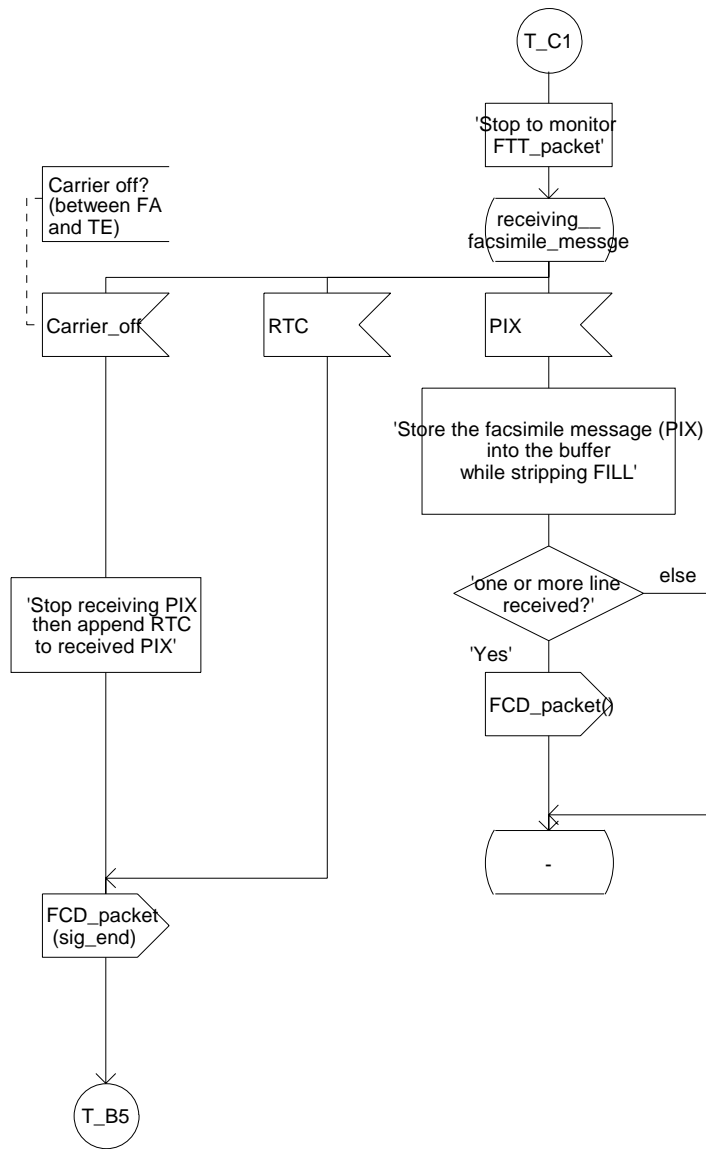 T_C1
'Stop to monitor
FTT_packet'
Carrier off?
(between FA
and TE)
receiving__
facsimile_messge
Carrier_off
RTC
PIX
'Store the facsimile message (PIX)
into the buffer
while stripping FILL'
'one or more line
received?'
else
'Stop receiving PIX
then append RTC
to received PIX'
'Yes'
FCD_packet()
-
FCD_packet
(sig_end)
T_B5